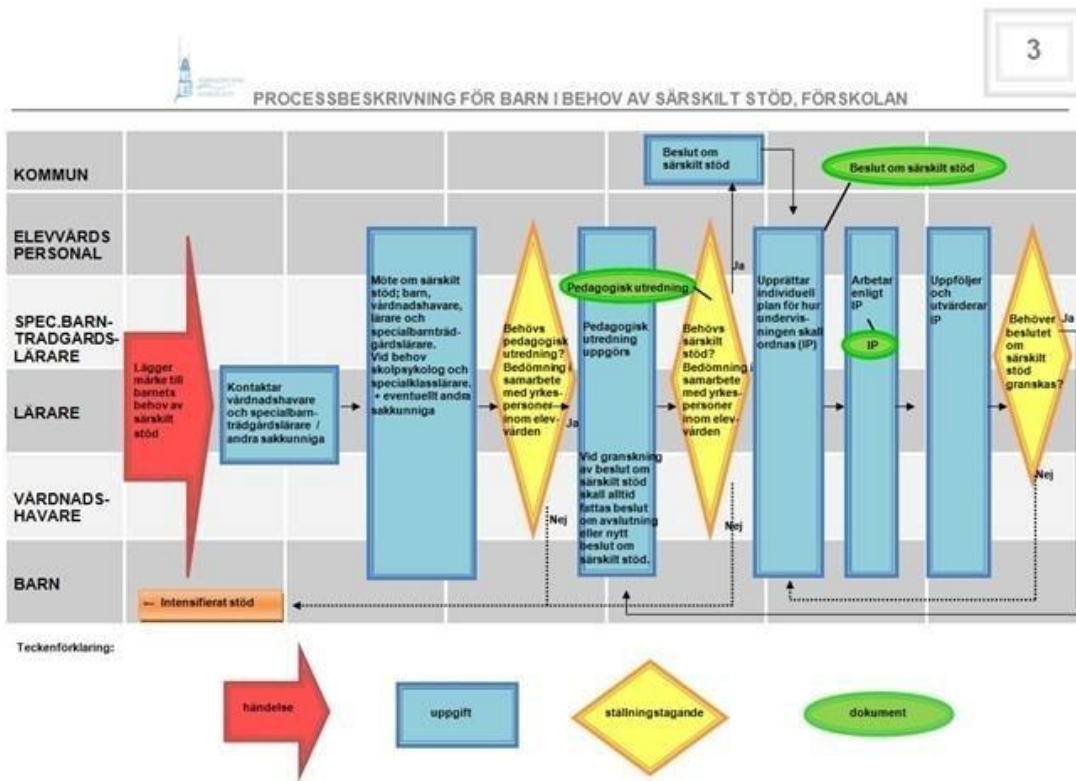 3
PROCESSBESKRIVNING FÖR BARN I BEHOV AV SÄRSKILT STÖD, FÖRSKOLAN
KOMMUN
Beslut om
särskilt stöd
Beslut om särskilt stöd
ELEVVÅRDS
PERSONAL
SPEC.BARN-
TRÄDGÅRDS-
LÄRARE
LÄRARE
VÅRDNADS-
HAVARE
BARN
Lägger
märke till
barnets
behov av
särskilt
stöd
Kontaktar
vårdnadshavare
och specialbarn-
trädgårdslärare /
andra sakkunniga
Möte om särskilt
stöd; barn,
vårdnadshavare,
lärare och
specialbarnträd-
gårdslärare.
Vid behov
skolpsykolog och
specialklasslärare.
+ eventuellt andra
sakkunniga
Behövs
pedagogisk
utredning?
Bedömning i
samarbete
med yrkes-
personer
inom elev-
vården
Ja
Nej
Pedagogisk utredning
Pedagogisk
utredning
uppgörs
Vid granskning
av beslut om
särskilt stöd
skall alltid
fattas beslut
om avslutning
eller nytt
beslut om
särskilt stöd.
Behövs
särskilt
stöd?
Bedömning i
samarbete
med yrkes-
personer
inom elev-
vården
Ja
Nej
Upprättar
individuell
plan för hur
undervis-
ningen skall
ordnas (IP)
Arbetar
enligt
IP
IP
Uppföljer
och
utvärderar
IP
Behöver
beslutet
om
särskilt
stöd
granskas?
Ja
Nej
← Intensifierat stöd
Teckenförklaring:
händelse
uppgift
ställningstagande
dokument